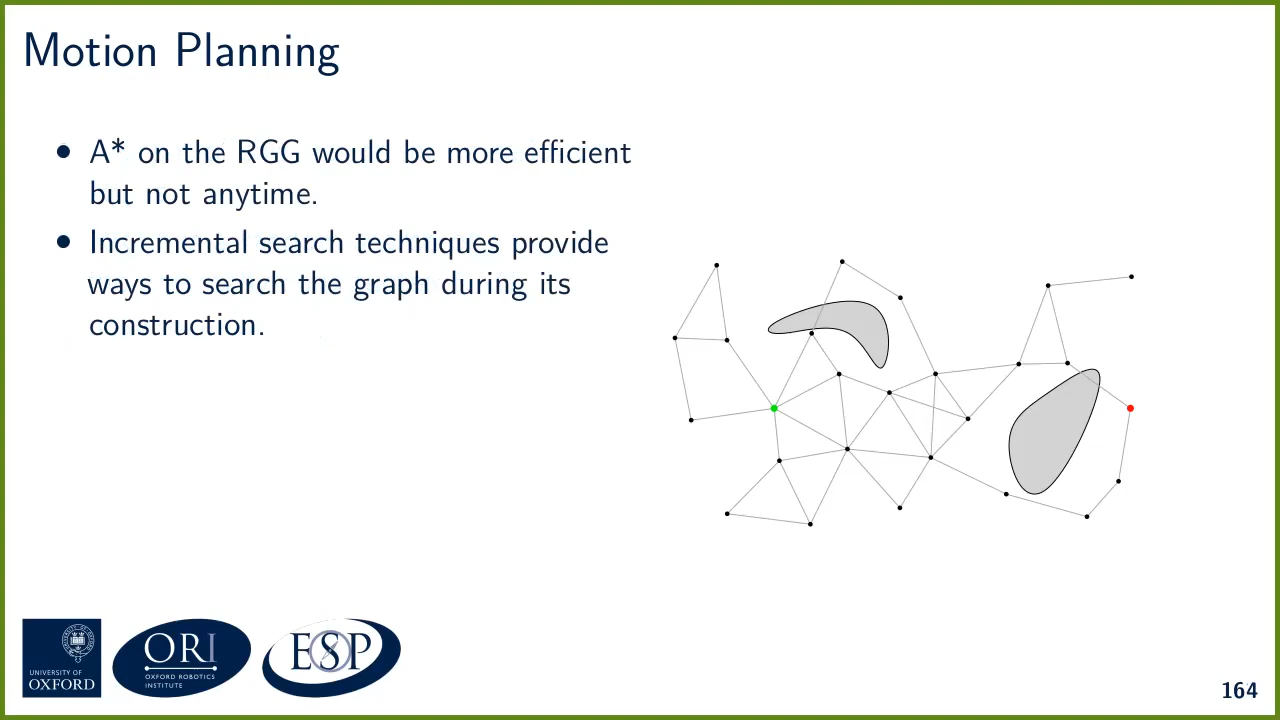 Motion Planning
• A* on the RGG would be more efficient
but not anytime.
• Incremental search techniques provide
ways to search the graph during its
construction.
UNIVERSITY OF
OXFORD
ORI
OXFORD ROBOTICS
INSTITUTE
ESP
164